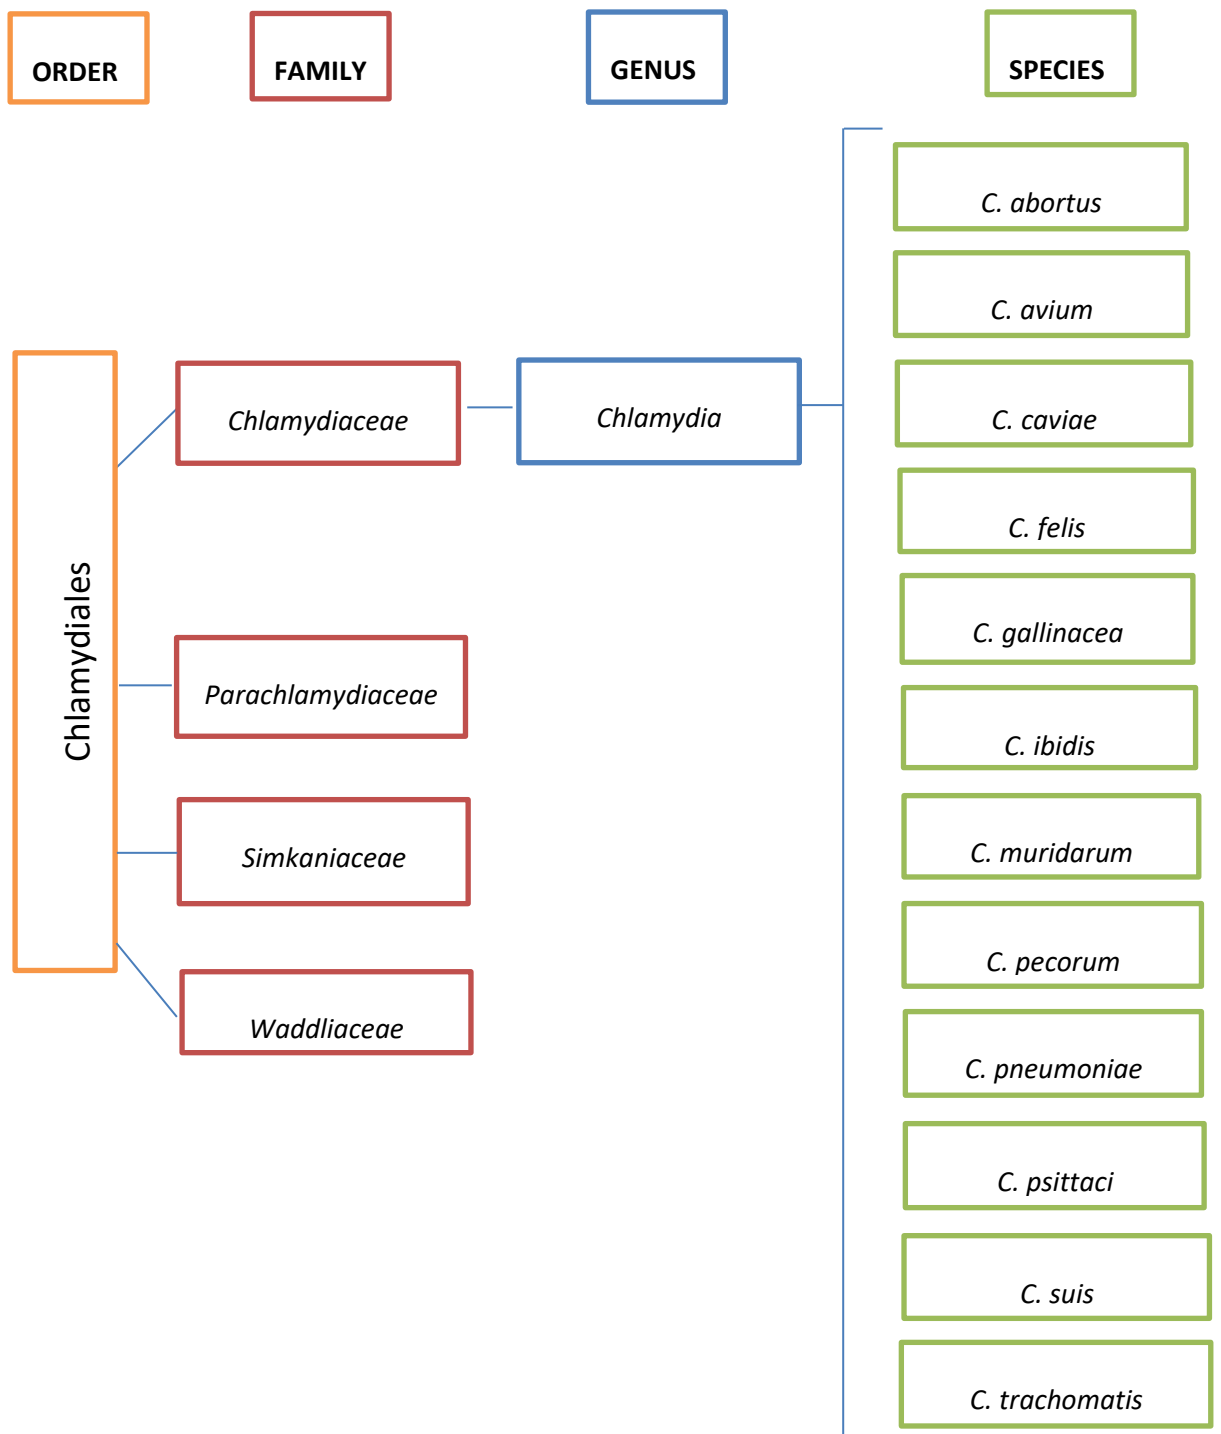 ORDER
FAMILY
GENUS
SPECIES
Chlamydiales
Chlamydiaceae
Parachlamydiaceae
Simkaniaceae
Waddliaceae
Chlamydia
C. abortus
C. avium
C. caviae
C. felis
C. gallinacea
C. ibidis
C. muridarum
C. pecorum
C. pneumoniae
C. psittaci
C. suis
C. trachomatis